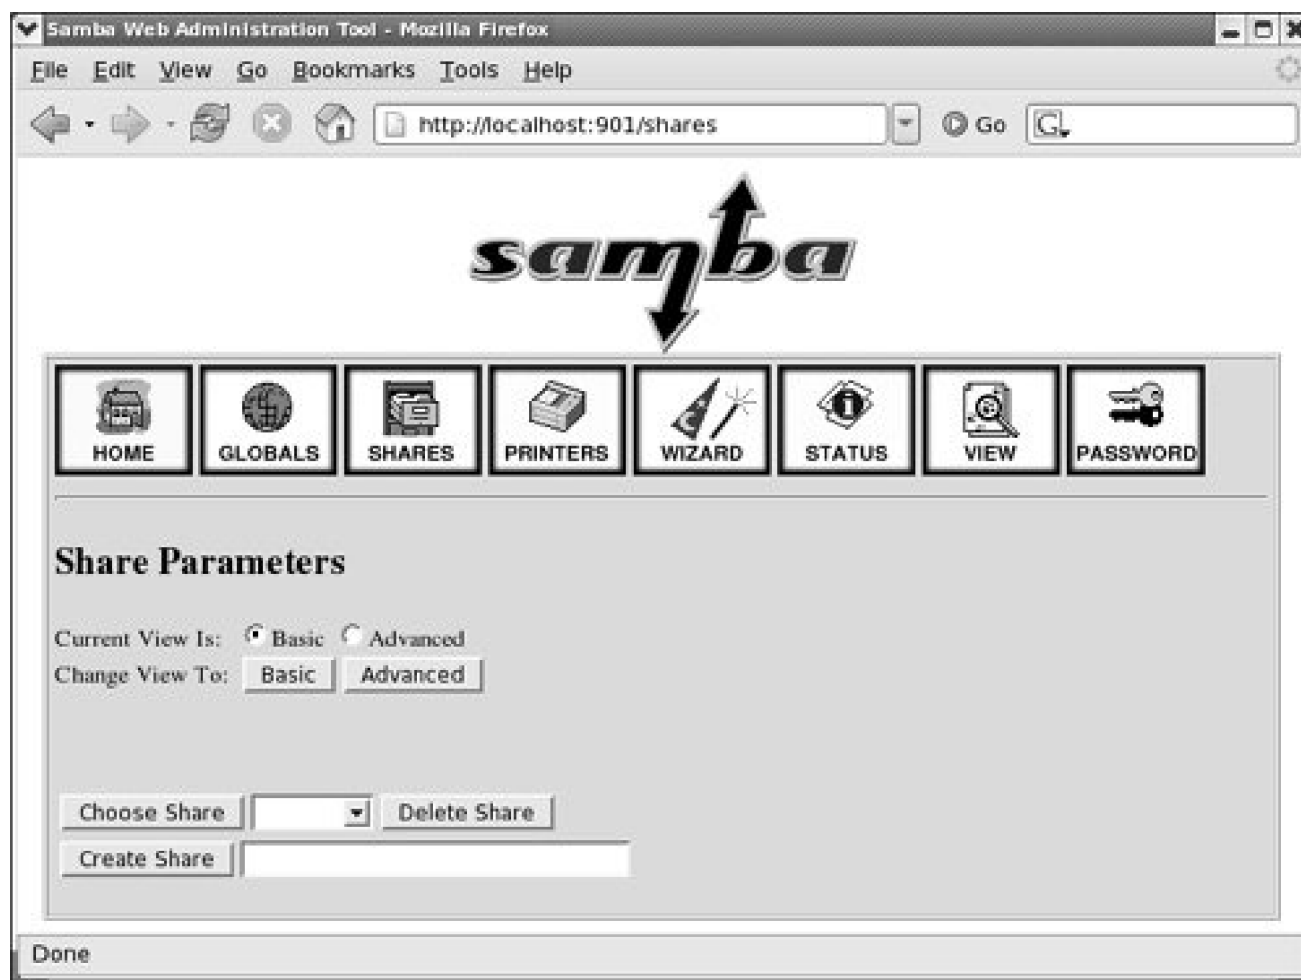 Samba Web Administration Tool - Mozilla Firefox
File Edit View Go Bookmarks Tools Help
http://localhost:901/shares Go G
samba
HOME GLOBALS SHARES PRINTERS WIZARD STATUS VIEW PASSWORD
Share Parameters
Current View Is: Basic Advanced
Change View To: Basic Advanced
Choose Share Delete Share
Create Share
Done